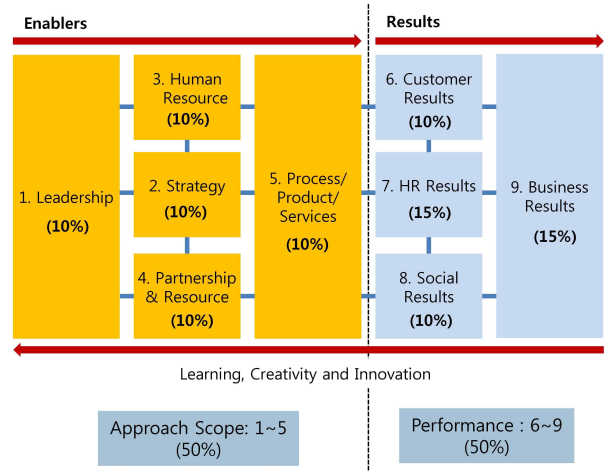 Enablers
Results
1. Leadership
(10%)
3. Human
Resource
(10%)
2. Strategy
(10%)
4. Partnership
& Resource
(10%)
5. Process/
Product/
Services
(10%)
6. Customer
Results
(10%)
7. HR Results
(15%)
8. Social
Results
(10%)
9. Business
Results
(15%)
Learning, Creativity and Innovation
Approach Scope: 1~5
(50%)
Performance : 6~9
(50%)